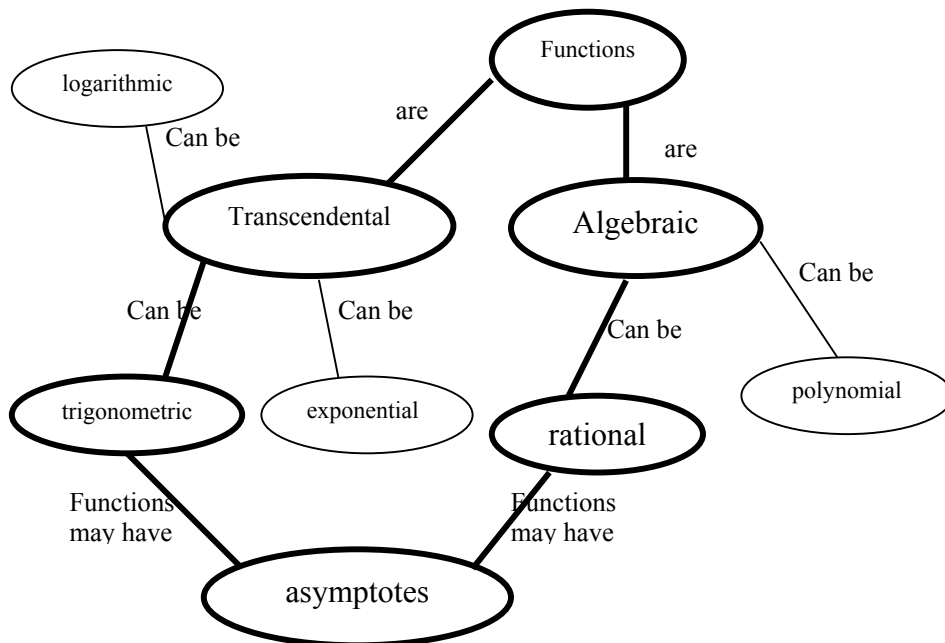 Functions
logarithmic
are
Can be
are
Transcendental
Algebraic
Can be
Can be
Can be
Can be
polynomial
trigonometric
exponential
rational
Functions
may have
Functions
may have
asymptotes